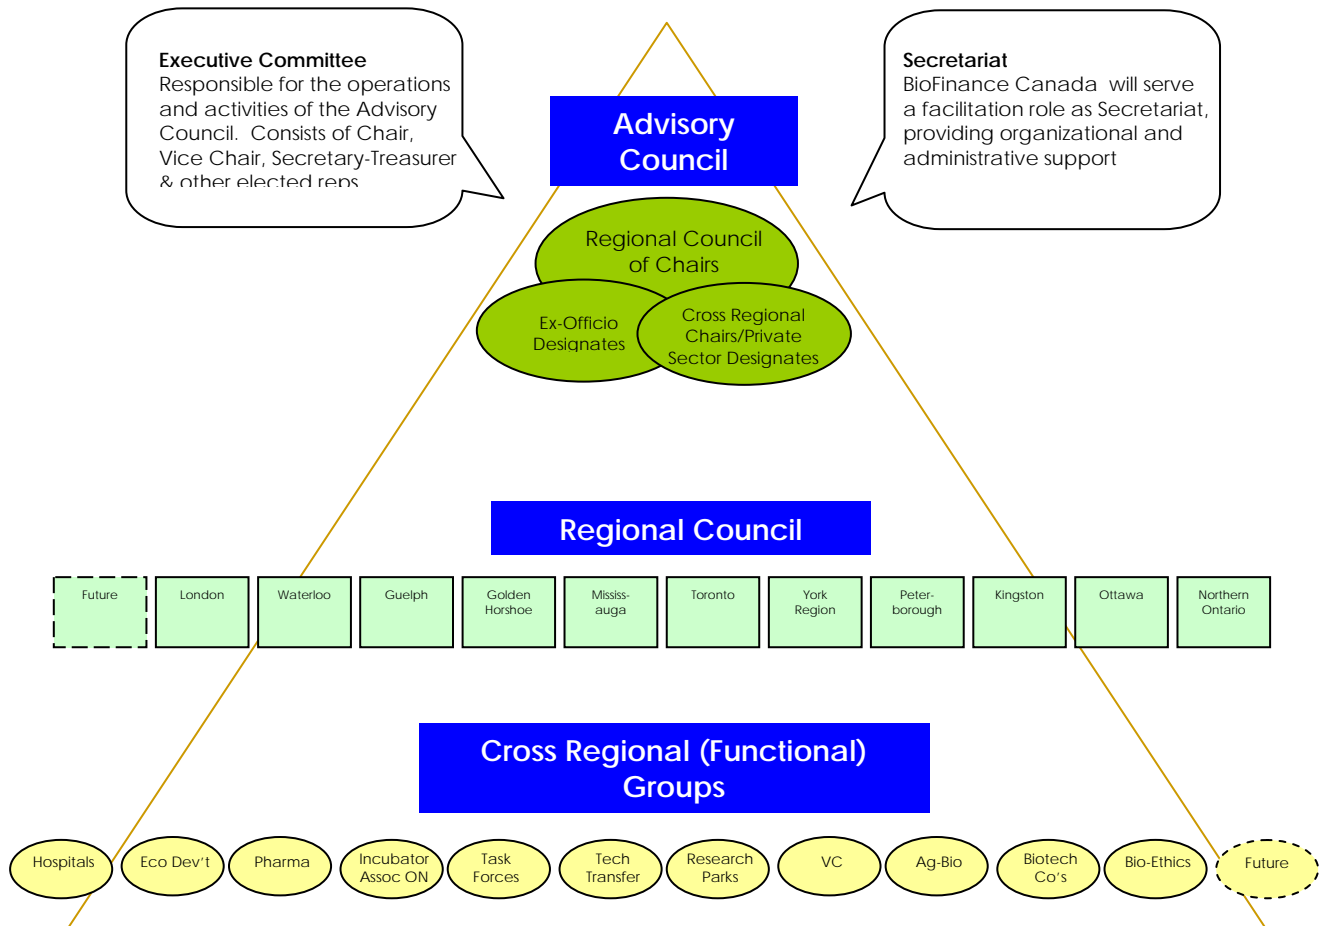 Executive Committee
Responsible for the operations
and activities of the Advisory
Council.  Consists of Chair,
Vice Chair, Secretary-Treasurer
& other elected reps
Secretariat
BioFinance Canada  will serve
a facilitation role as Secretariat,
providing organizational and
administrative support
Advisory
Council
Regional Council
of Chairs
Ex-Officio
Designates
Cross Regional
Chairs/Private
Sector Designates
Regional Council
Future
London
Waterloo
Guelph
Golden
Horshoe
Mississ-
auga
Toronto
York
Region
Peter-
borough
Kingston
Ottawa
Northern
Ontario
Cross Regional (Functional)
Groups
Hospitals
Eco Dev't
Pharma
Incubator
Assoc ON
Task
Forces
Tech
Transfer
Research
Parks
VC
Ag-Bio
Biotech
Co's
Bio-Ethics
Future